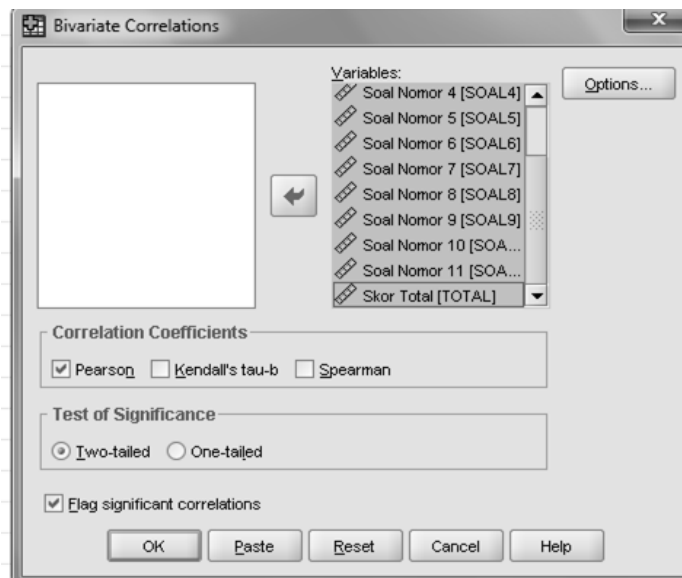 Bivariate Correlations
x
Variables:
Soal Nomor 4 [SOAL4]
Soal Nomor 5 [SOAL5]
Soal Nomor 6 [SOAL6]
Soal Nomor 7 [SOAL7]
Soal Nomor 8 [SOAL8]
Soal Nomor 9 [SOAL9]
Soal Nomor 10 [SOA...
Soal Nomor 11 [SOA...
Skor Total [TOTAL]
Options...
Correlation Coefficients
Pearson Kendall's tau-b Spearman
Test of Significance
Two-tailed One-tailed
Flag significant correlations
OK Paste Reset Cancel Help